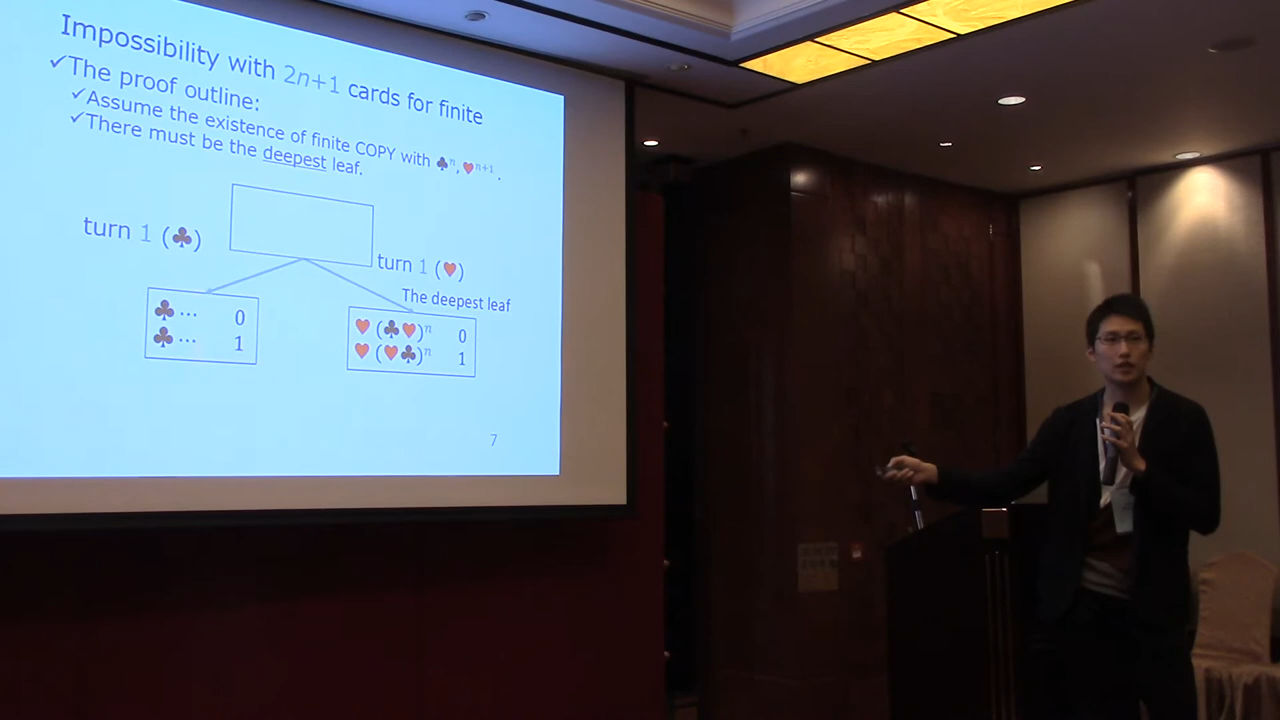 Impossibility with 2n+1 cards for finite
✓The proof outline:
✓Assume the existence of finite COPY with ♣ⁿ, ♥ⁿ⁺¹.
✓There must be the deepest leaf.
turn 1 (♣)
turn 1 (♥)
The deepest leaf
♣ ··· 0
♣ ··· 1
♥ (♣♥)ⁿ 0
♥ (♥♣)ⁿ 1
7